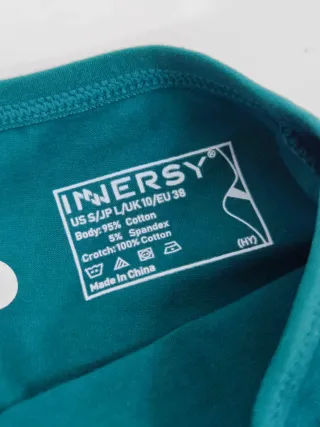 INNERSY®
US S/JP L/UK 10/EU 38
Body: 95% Cotton
5% Spandex
Crotch: 100% Cotton
(HY)
Made in China